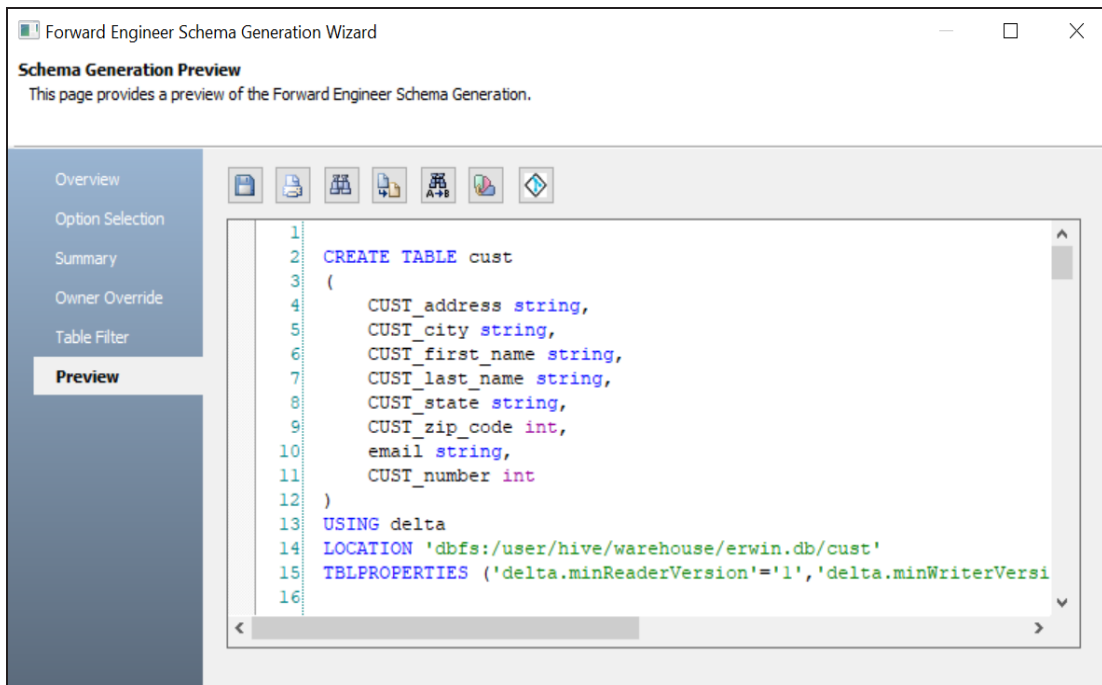 Forward Engineer Schema Generation Wizard
Schema Generation Preview
This page provides a preview of the Forward Engineer Schema Generation.
Overview
Option Selection
Summary
Owner Override
Table Filter
Preview
A→B
1
2 CREATE TABLE cust
3 (
4 CUST_address string,
5 CUST_city string,
6 CUST_first_name string,
7 CUST_last_name string,
8 CUST_state string,
9 CUST_zip_code int,
10 email string,
11 CUST_number int
12 )
13 USING delta
14 LOCATION 'dbfs:/user/hive/warehouse/erwin.db/cust'
15 TBLPROPERTIES ('delta.minReaderVersion'='1','delta.minWriterVersi
16